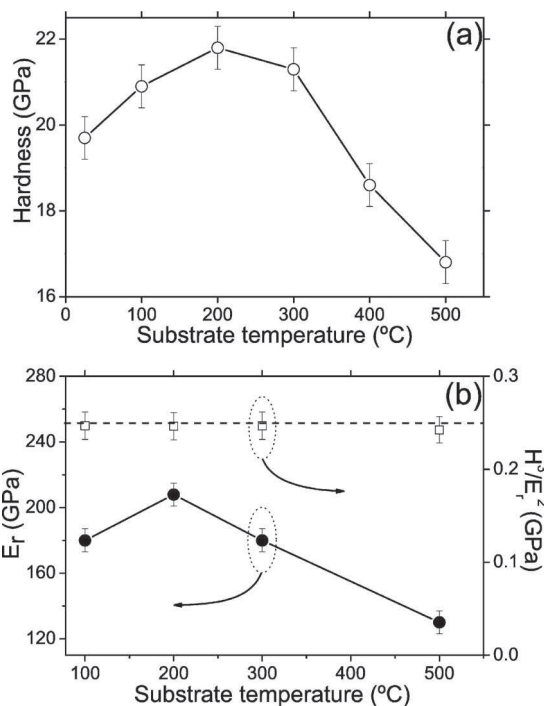 (a)
22
20
18
16
Hardness (GPa)
0 100 200 300 400 500
Substrate temperature (ºC)
(b)
280
240
200
160
120
Er (GPa)
0.3
0.2
0.1
0.0
H³/Eᵣ² (GPa)
100 200 300 400 500
Substrate temperature (ºC)